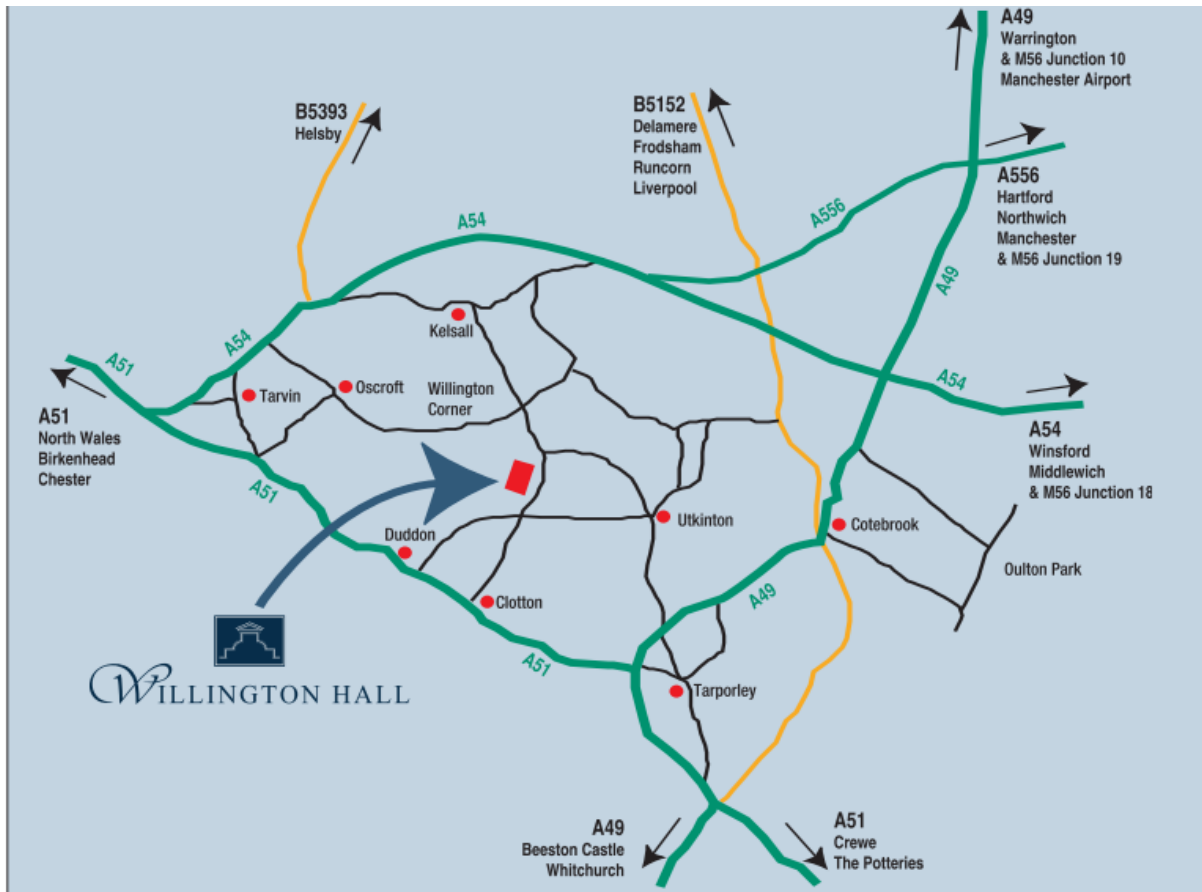 A49
Warrington
& M56 Junction 10
Manchester Airport
B5393
Helsby
B5152
Delamere
Frodsham
Runcorn
Liverpool
A556
Hartford
Northwich
Manchester
& M56 Junction 19
A54
A556
A49
Kelsall
A54
A51
Tarvin
Oscroft
Willington
Corner
A54
A51
North Wales
Birkenhead
Chester
A54
Winsford
Middlewich
& M56 Junction 18
A51
Utkinton
Cotebrook
Duddon
Oulton Park
Clotton
A49
A51
WILLINGTON HALL
Tarporley
A49
Beeston Castle
Whitchurch
A51
Crewe
The Potteries